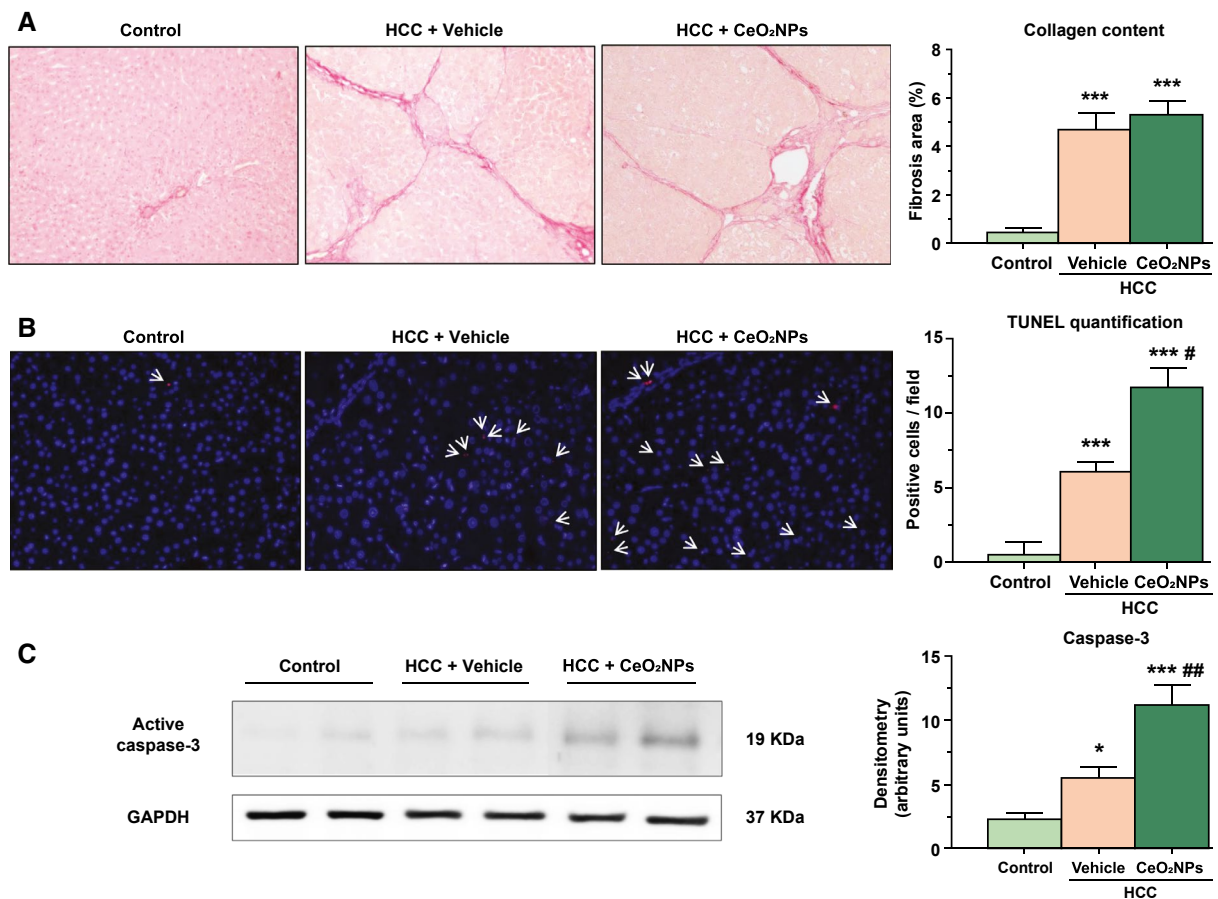 A
Control
HCC + Vehicle
HCC + CeO₂NPs
Collagen content
Fibrosis area (%)
8
6
4
2
0
***
***
Control
Vehicle
CeO₂NPs
HCC
B
Control
HCC + Vehicle
HCC + CeO₂NPs
TUNEL quantification
Positive cells / field
15
10
5
0
***
*** #
Control
Vehicle
CeO₂NPs
HCC
C
Control
HCC + Vehicle
HCC + CeO₂NPs
Active
caspase-3
19 KDa
GAPDH
37 KDa
Caspase-3
Densitometry
(arbitrary units)
15
10
5
0
*
*** ##
Control
Vehicle
CeO₂NPs
HCC